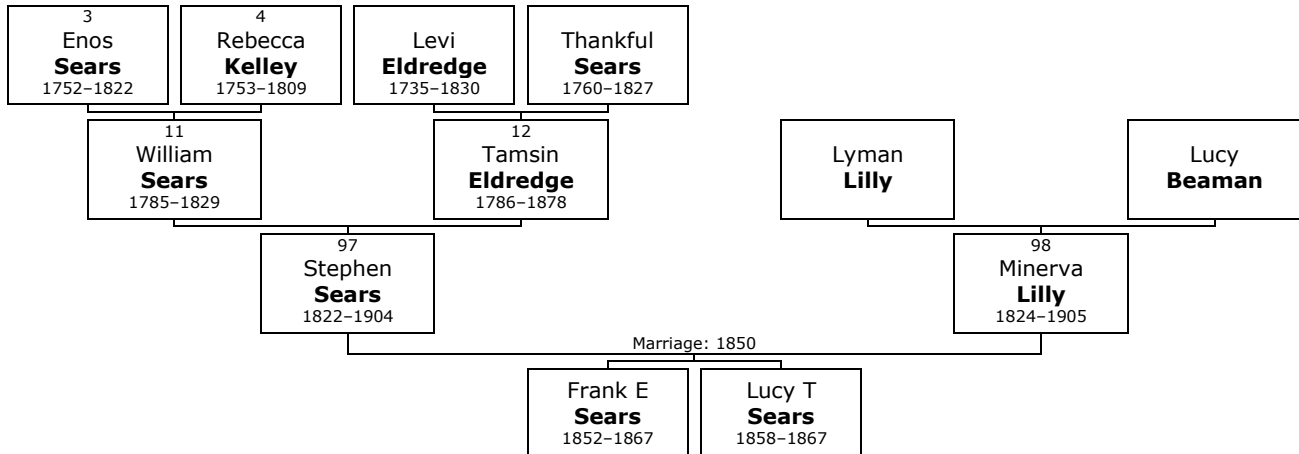 3
Enos
Sears
1752–1822
4
Rebecca
Kelley
1753–1809
Levi
Eldredge
1735–1830
Thankful
Sears
1760–1827
11
William
Sears
1785–1829
12
Tamsin
Eldredge
1786–1878
Lyman
Lilly
Lucy
Beaman
97
Stephen
Sears
1822–1904
98
Minerva
Lilly
1824–1905
Marriage: 1850
Frank E
Sears
1852–1867
Lucy T
Sears
1858–1867